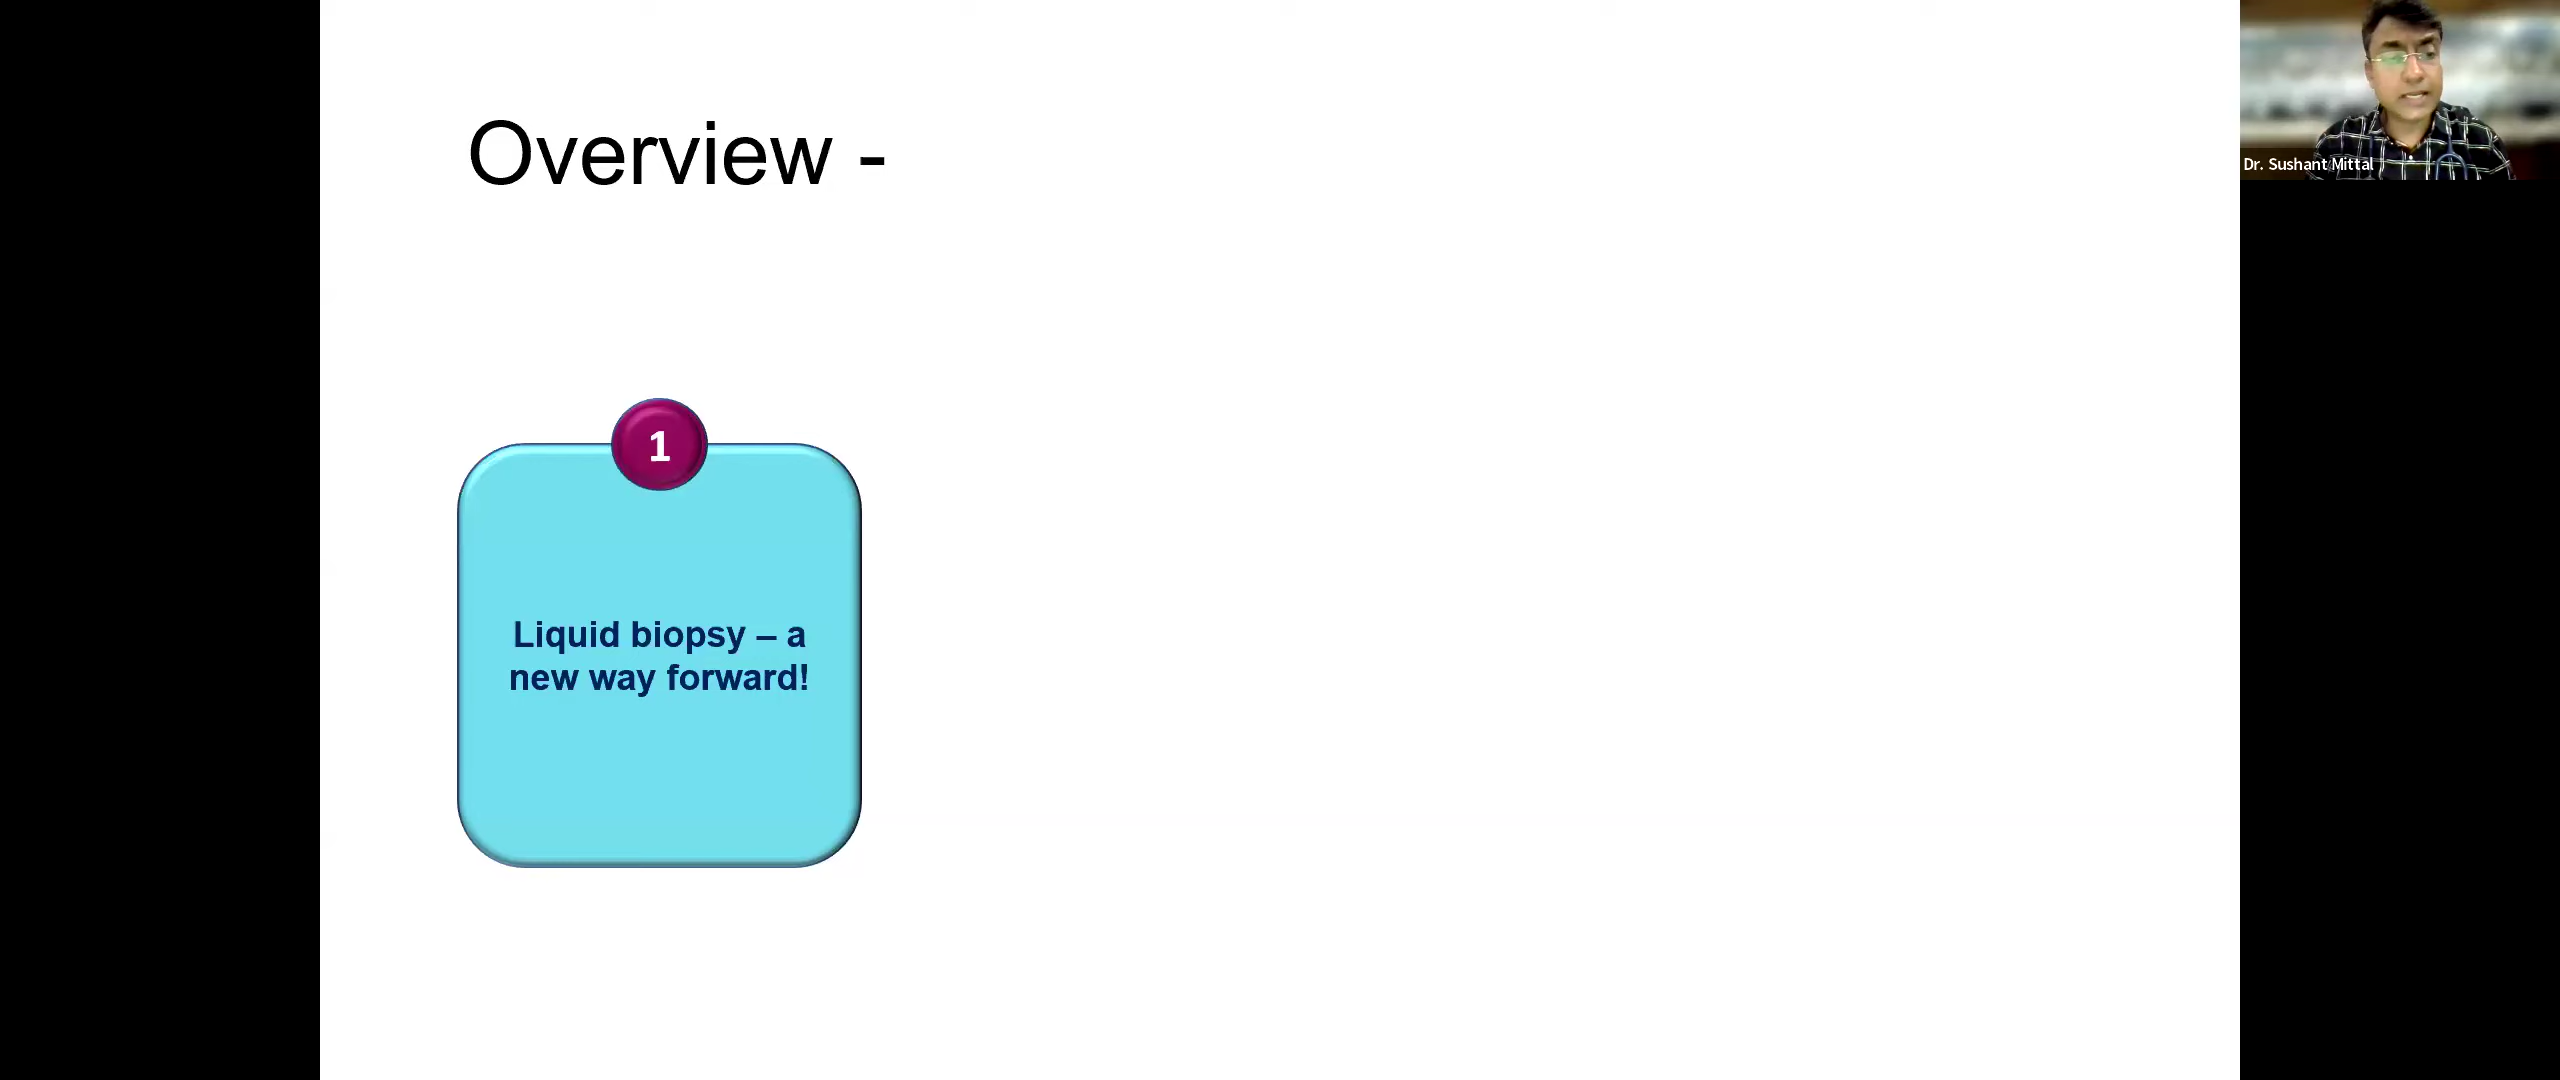 Overview -
1
Liquid biopsy – a
new way forward!
Dr. Sushant Mittal